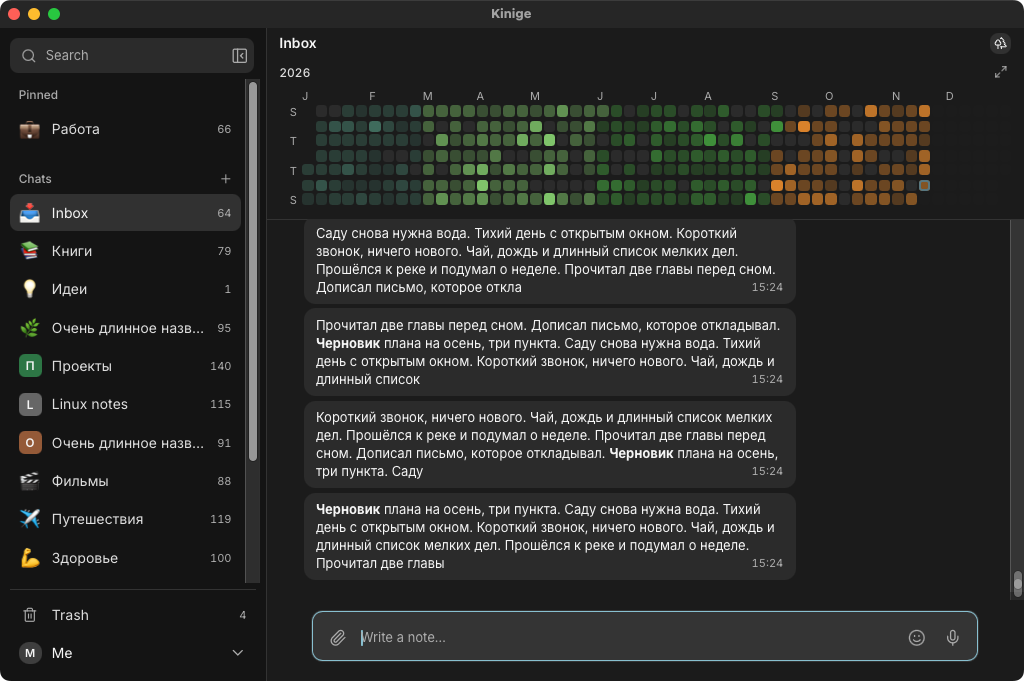 Kinige
Search
Pinned
Работа 66
Chats
Inbox 64
Книги 79
Идеи 1
Очень длинное назв... 95
П Проекты 140
L Linux notes 115
О Очень длинное назв... 91
Фильмы 88
Путешествия 119
Здоровье 100
Trash 4
M Me
Inbox
2026
J F M A M J J A S O N D
S
T
T
S
Саду снова нужна вода. Тихий день с открытым окном. Короткий
звонок, ничего нового. Чай, дождь и длинный список мелких дел.
Прошёлся к реке и подумал о неделе. Прочитал две главы перед сном.
Дописал письмо, которое откла 15:24
Прочитал две главы перед сном. Дописал письмо, которое откладывал.
Черновик плана на осень, три пункта. Саду снова нужна вода. Тихий
день с открытым окном. Короткий звонок, ничего нового. Чай, дождь и
длинный список 15:24
Короткий звонок, ничего нового. Чай, дождь и длинный список мелких
дел. Прошёлся к реке и подумал о неделе. Прочитал две главы перед
сном. Дописал письмо, которое откладывал. Черновик плана на осень,
три пункта. Саду 15:24
Черновик плана на осень, три пункта. Саду снова нужна вода. Тихий
день с открытым окном. Короткий звонок, ничего нового. Чай, дождь и
длинный список мелких дел. Прошёлся к реке и подумал о неделе.
Прочитал две главы 15:24
Write a note...